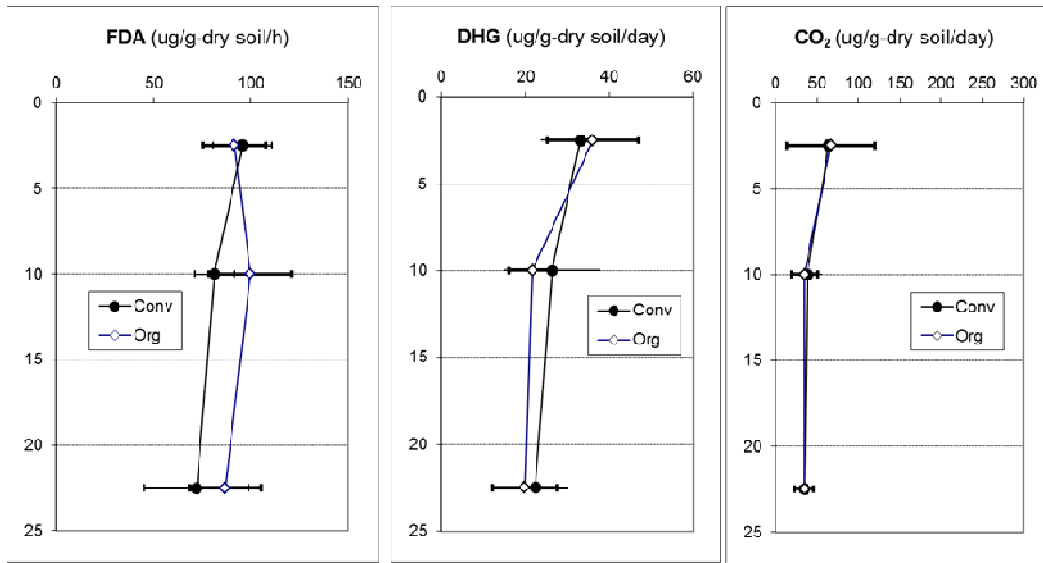 FDA (ug/g-dry soil/h)
0 50 100 150
0
5
10
15
20
25
Conv
Org
DHG (ug/g-dry soil/day)
0 20 40 60
0
5
10
15
20
25
Conv
Org
CO₂ (ug/g-dry soil/day)
0 50 100 150 200 250 300
0
5
10
15
20
25
Conv
Org